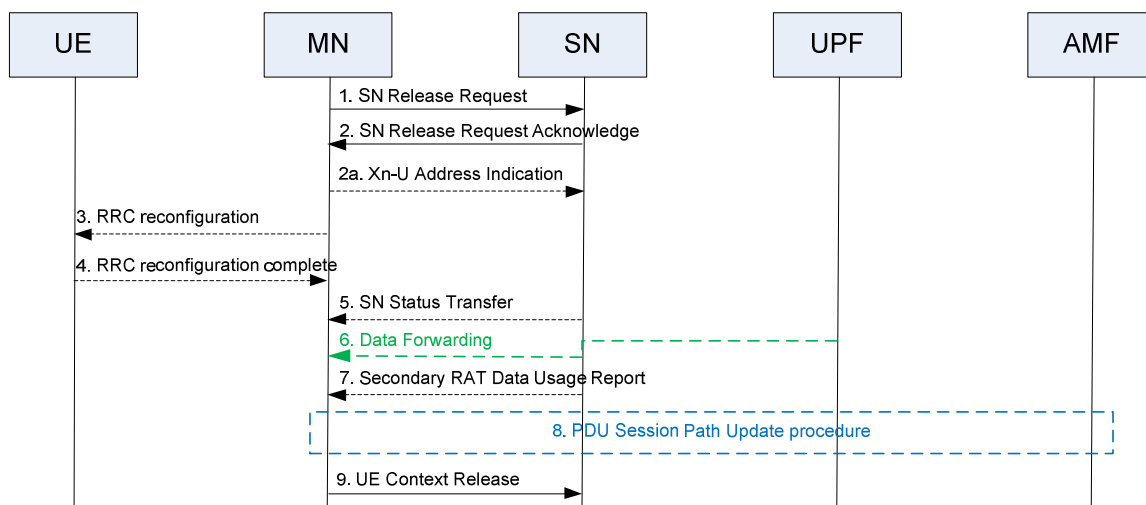 UE
MN
SN
UPF
AMF
1. SN Release Request
2. SN Release Request Acknowledge
2a. Xn-U Address Indication
3. RRC reconfiguration
4. RRC reconfiguration complete
5. SN Status Transfer
6. Data Forwarding
7. Secondary RAT Data Usage Report
8. PDU Session Path Update procedure
9. UE Context Release